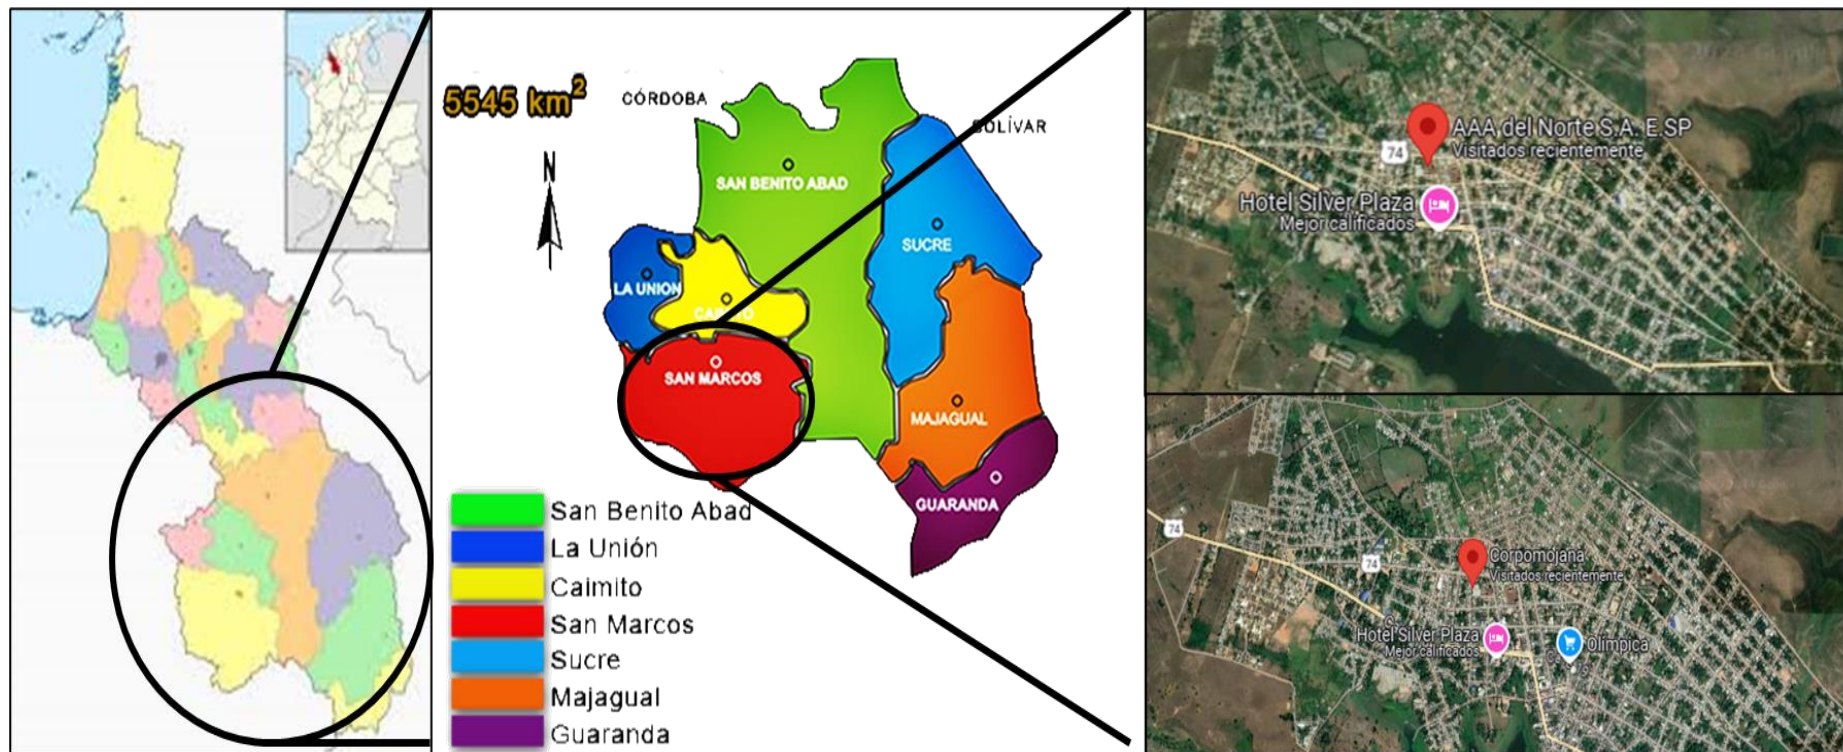 5545 km²
CÓRDOBA
BOLÍVAR
N
SAN BENITO ABAD
SUCRE
LA UNION
SAN MARCOS
MAJAGUAL
GUARANDA
San Benito Abad
La Unión
Caimito
San Marcos
Sucre
Majagual
Guaranda
AAA del Norte S.A. E.SP
Visitados recientemente
74
Hotel Silver Plaza
Mejor calificados
74
74
Corpomojana
Visitados recientemente
Hotel Silver Plaza
Mejor calificados
Olímpica